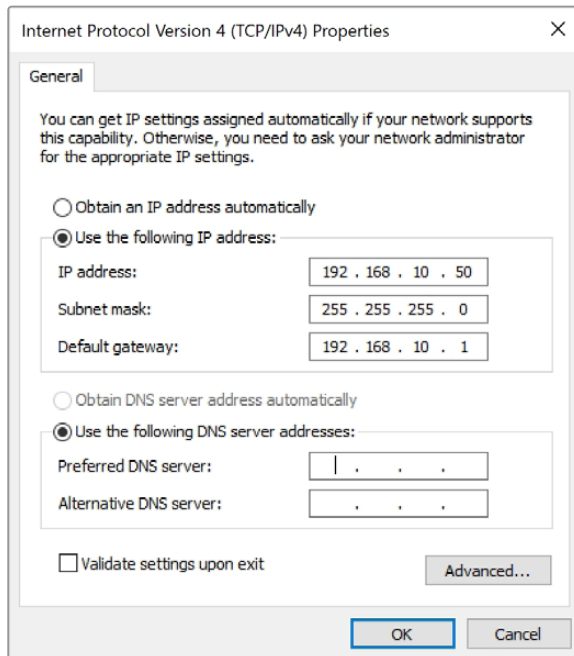 Internet Protocol Version 4 (TCP/IPv4) Properties
General
You can get IP settings assigned automatically if your network supports
this capability. Otherwise, you need to ask your network administrator
for the appropriate IP settings.
Obtain an IP address automatically
Use the following IP address:
IP address: 192 . 168 . 10 . 50
Subnet mask: 255 . 255 . 255 . 0
Default gateway: 192 . 168 . 10 . 1
Obtain DNS server address automatically
Use the following DNS server addresses:
Preferred DNS server: . . .
Alternative DNS server: . . .
Validate settings upon exit
Advanced...
OK Cancel